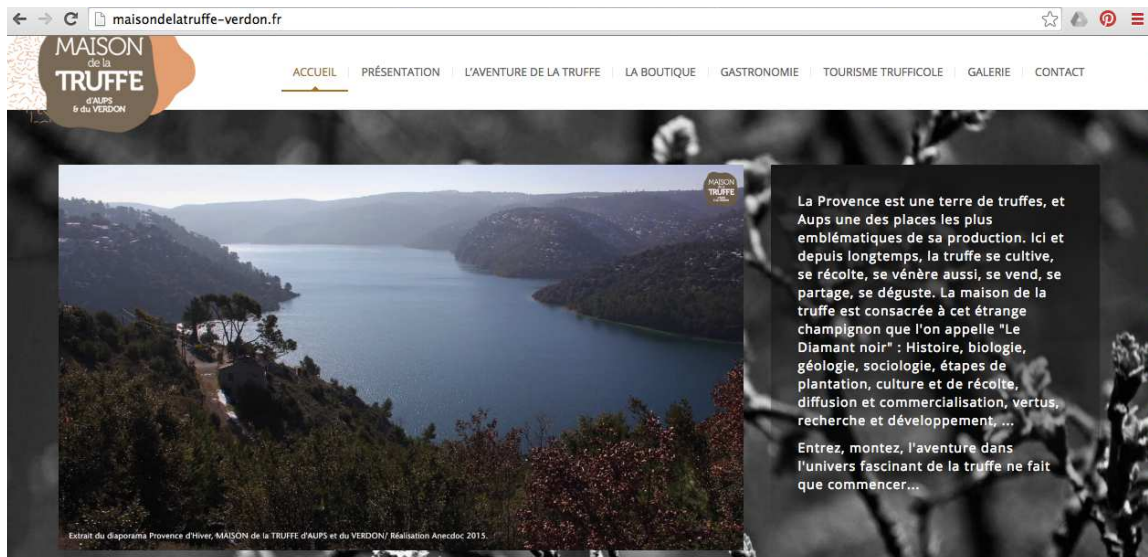 maisondelatruffe-verdon.fr
MAISON
de la
TRUFFE
d'AUPS
& du VERDON
ACCUEIL
PRÉSENTATION
L'AVENTURE DE LA TRUFFE
LA BOUTIQUE
GASTRONOMIE
TOURISME TRUFFICOLE
GALERIE
CONTACT
MAISON
TRUFFE
La Provence est une terre de truffes, et
Aups une des places les plus
emblématiques de sa production. Ici et
depuis longtemps, la truffe se cultive,
se récolte, se vénère aussi, se vend, se
partage, se déguste. La maison de la
truffe est consacrée à cet étrange
champignon que l'on appelle "Le
Diamant noir" : Histoire, biologie,
géologie, sociologie, étapes de
plantation, culture et de récolte,
diffusion et commercialisation, vertus,
recherche et développement, ...
Entrez, montez, l'aventure dans
l'univers fascinant de la truffe ne fait
que commencer...
Extrait du diaporama Provence d'Hiver, MAISON de la TRUFFE d'AUPS et du VERDON/ Réalisation Anecdoc 2015.